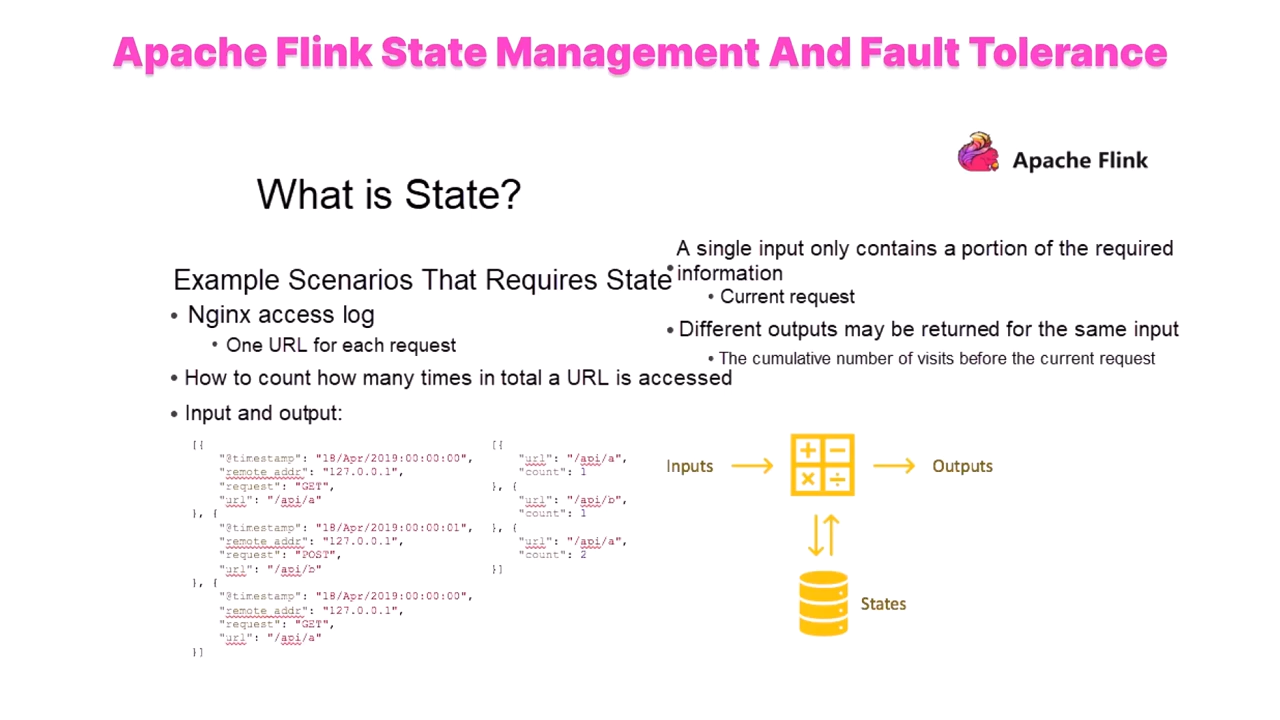 Apache Flink State Management And Fault Tolerance
Apache Flink
What is State?
Example Scenarios That Requires State
• Nginx access log
• One URL for each request
• How to count how many times in total a URL is accessed
• Input and output:
[{
"@timestamp": "18/Apr/2019:00:00:00",
"remote_addr": "127.0.0.1",
"request": "GET",
"url": "/api/a"
}, {
"@timestamp": "18/Apr/2019:00:00:01",
"remote_addr": "127.0.0.1",
"request": "POST",
"url": "/api/b"
}, {
"@timestamp": "18/Apr/2019:00:00:00",
"remote_addr": "127.0.0.1",
"request": "GET",
"url": "/api/a"
}]
[{
"url": "/api/a",
"count": 1
}, {
"url": "/api/b",
"count": 1
}, {
"url": "/api/a",
"count": 2
}]
A single input only contains a portion of the required
• information
• Current request
• Different outputs may be returned for the same input
• The cumulative number of visits before the current request
Inputs
Outputs
States